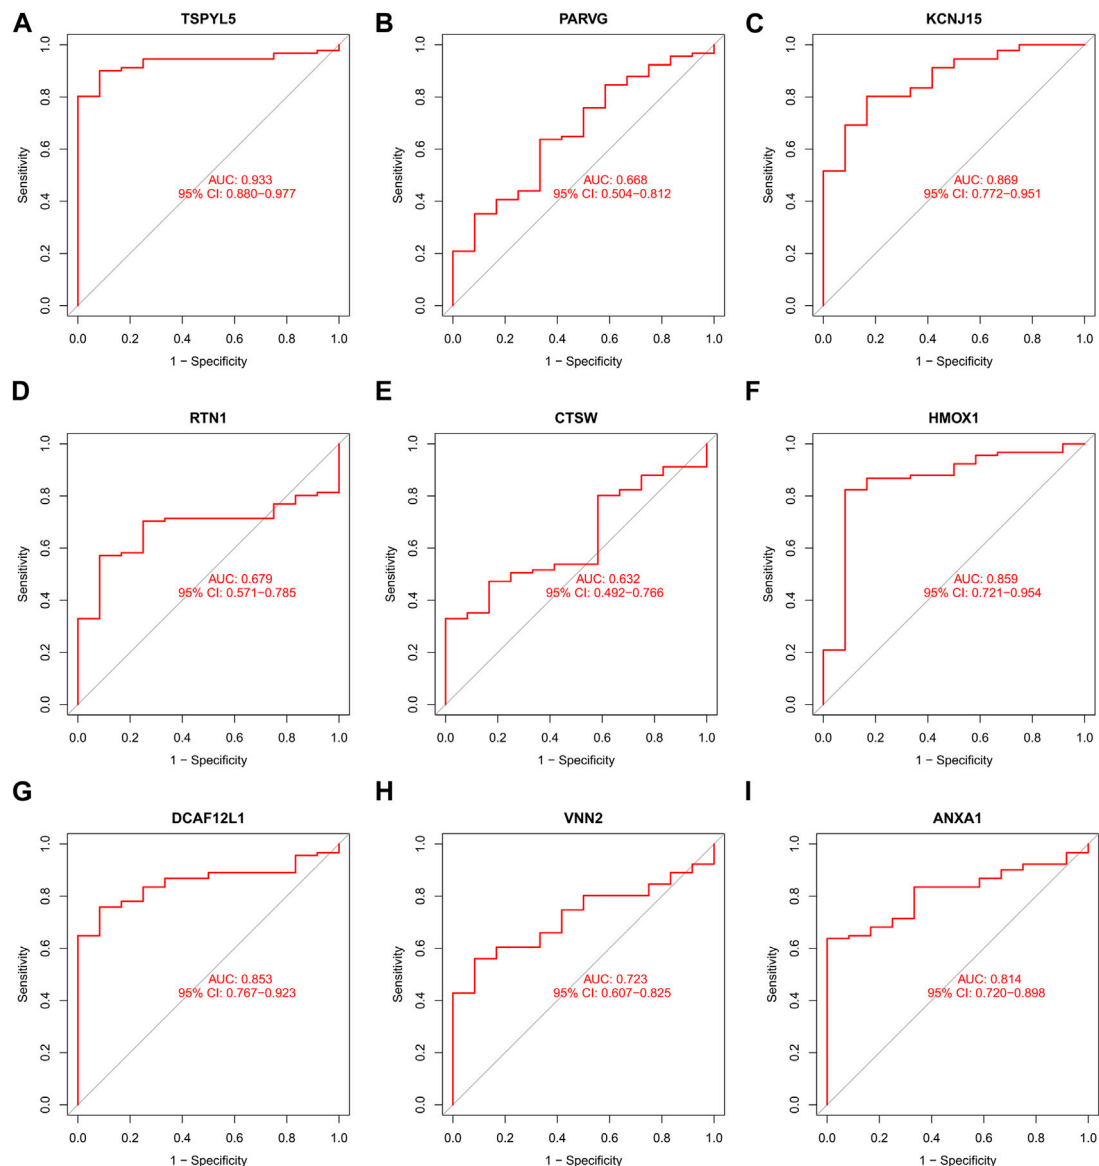 A
TSPYL5
Sensitivity
0.0 0.2 0.4 0.6 0.8 1.0
AUC: 0.933
95% CI: 0.880−0.977
0.0 0.2 0.4 0.6 0.8 1.0
1 − Specificity
B
PARVG
Sensitivity
0.0 0.2 0.4 0.6 0.8 1.0
AUC: 0.668
95% CI: 0.504−0.812
0.0 0.2 0.4 0.6 0.8 1.0
1 − Specificity
C
KCNJ15
Sensitivity
0.0 0.2 0.4 0.6 0.8 1.0
AUC: 0.869
95% CI: 0.772−0.951
0.0 0.2 0.4 0.6 0.8 1.0
1 − Specificity
D
RTN1
Sensitivity
0.0 0.2 0.4 0.6 0.8 1.0
AUC: 0.679
95% CI: 0.571−0.785
0.0 0.2 0.4 0.6 0.8 1.0
1 − Specificity
E
CTSW
Sensitivity
0.0 0.2 0.4 0.6 0.8 1.0
AUC: 0.632
95% CI: 0.492−0.766
0.0 0.2 0.4 0.6 0.8 1.0
1 − Specificity
F
HMOX1
Sensitivity
0.0 0.2 0.4 0.6 0.8 1.0
AUC: 0.859
95% CI: 0.721−0.954
0.0 0.2 0.4 0.6 0.8 1.0
1 − Specificity
G
DCAF12L1
Sensitivity
0.0 0.2 0.4 0.6 0.8 1.0
AUC: 0.853
95% CI: 0.767−0.923
0.0 0.2 0.4 0.6 0.8 1.0
1 − Specificity
H
VNN2
Sensitivity
0.0 0.2 0.4 0.6 0.8 1.0
AUC: 0.723
95% CI: 0.607−0.825
0.0 0.2 0.4 0.6 0.8 1.0
1 − Specificity
I
ANXA1
Sensitivity
0.0 0.2 0.4 0.6 0.8 1.0
AUC: 0.814
95% CI: 0.720−0.898
0.0 0.2 0.4 0.6 0.8 1.0
1 − Specificity